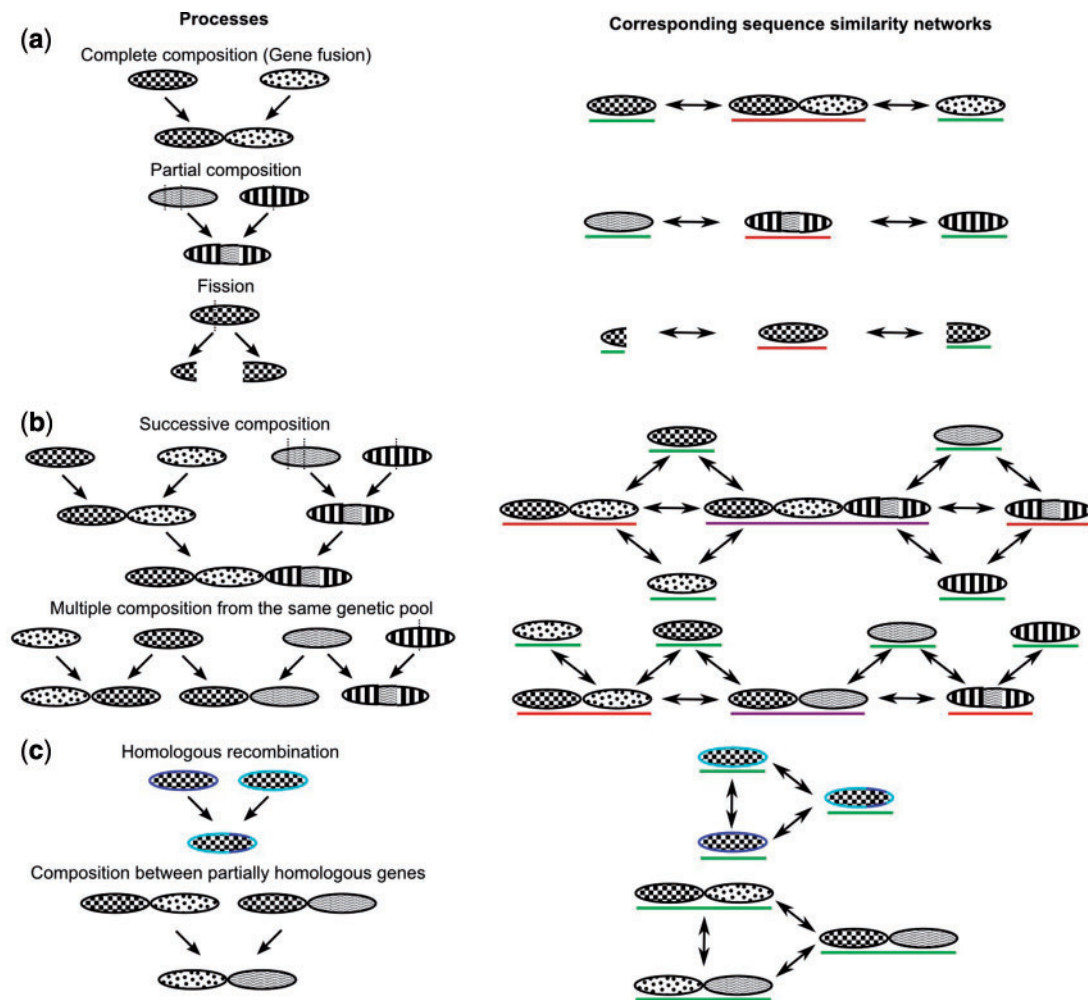 Processes
Corresponding sequence similarity networks
(a)
Complete composition (Gene fusion)
Partial composition
Fission
(b)
Successive composition
Multiple composition from the same genetic pool
(c)
Homologous recombination
Composition between partially homologous genes